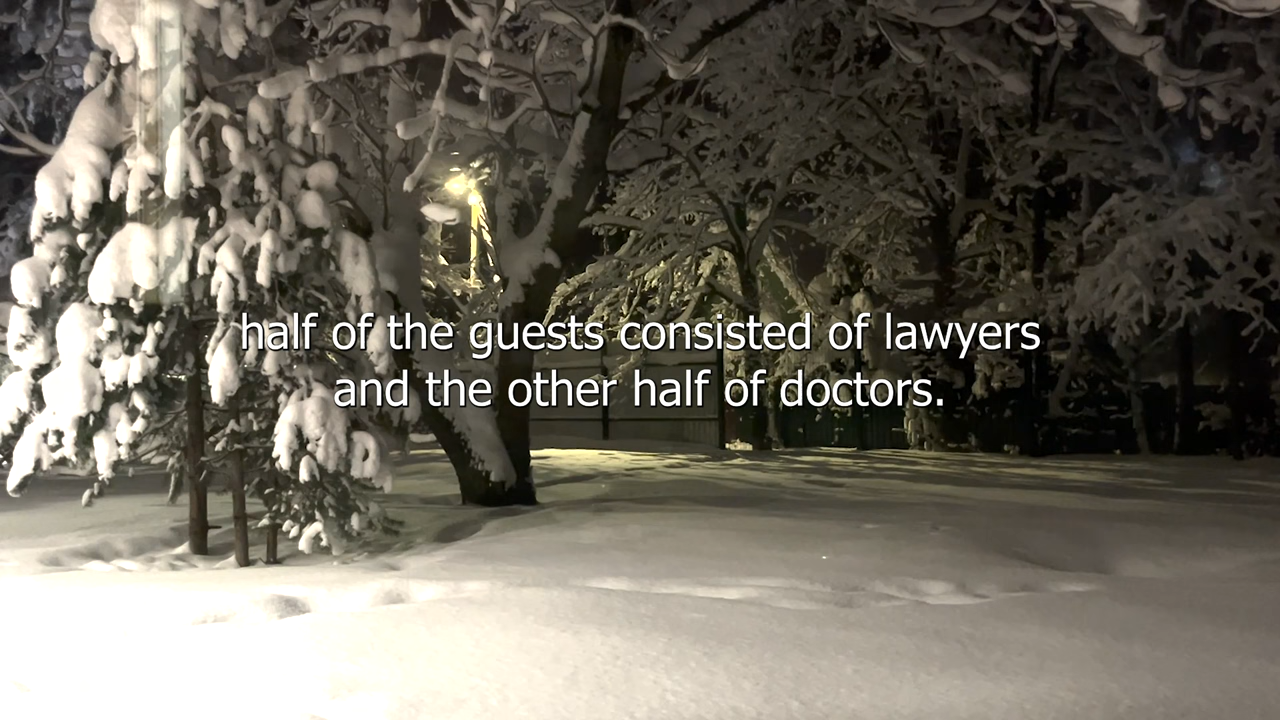 half of the guests consisted of lawyers
and the other half of doctors.